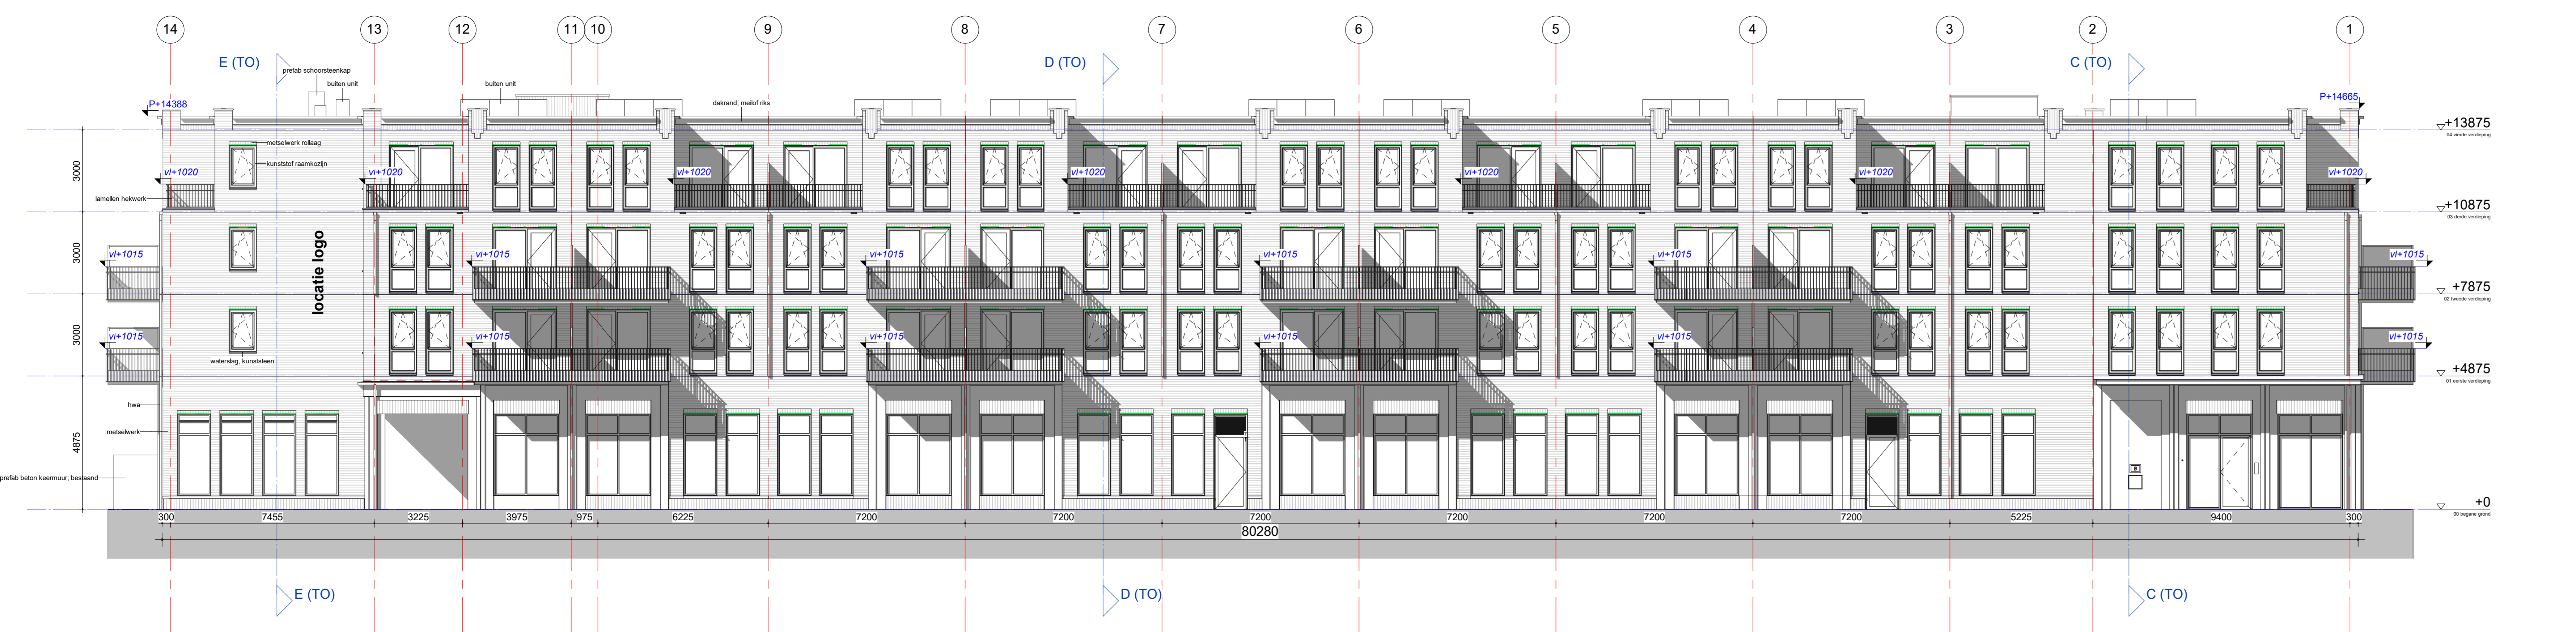 14 13 12 11 10 9 8 7 6 5 4 3 2 1
E (TO) D (TO) C (TO)
prefab schoorsteenkap
buiten unit buiten unit
P+14388 dakrand; meilof riks P+14665
+13875
04 vierde verdieping
metselwerk rollaag
kunststof raamkozijn
3000
vl+1020 vl+1020 vl+1020 vl+1020 vl+1020 vl+1020 vl+1020
lamellen hekwerk
+10875
03 derde verdieping
locatie logo
3000
vl+1015 vl+1015 vl+1015 vl+1015 vl+1015 vl+1015
+7875
02 tweede verdieping
3000
vl+1015 vl+1015 vl+1015 vl+1015 vl+1015 vl+1015
waterslag, kunststeen
+4875
01 eerste verdieping
hwa
metselwerk
4875
prefab beton keermuur; bestaand
8
+0
00 begane grond
300 7455 3225 3975 975 6225 7200 7200 7200 7200 7200 7200 5225 9400 300
80280
E (TO) D (TO) C (TO)